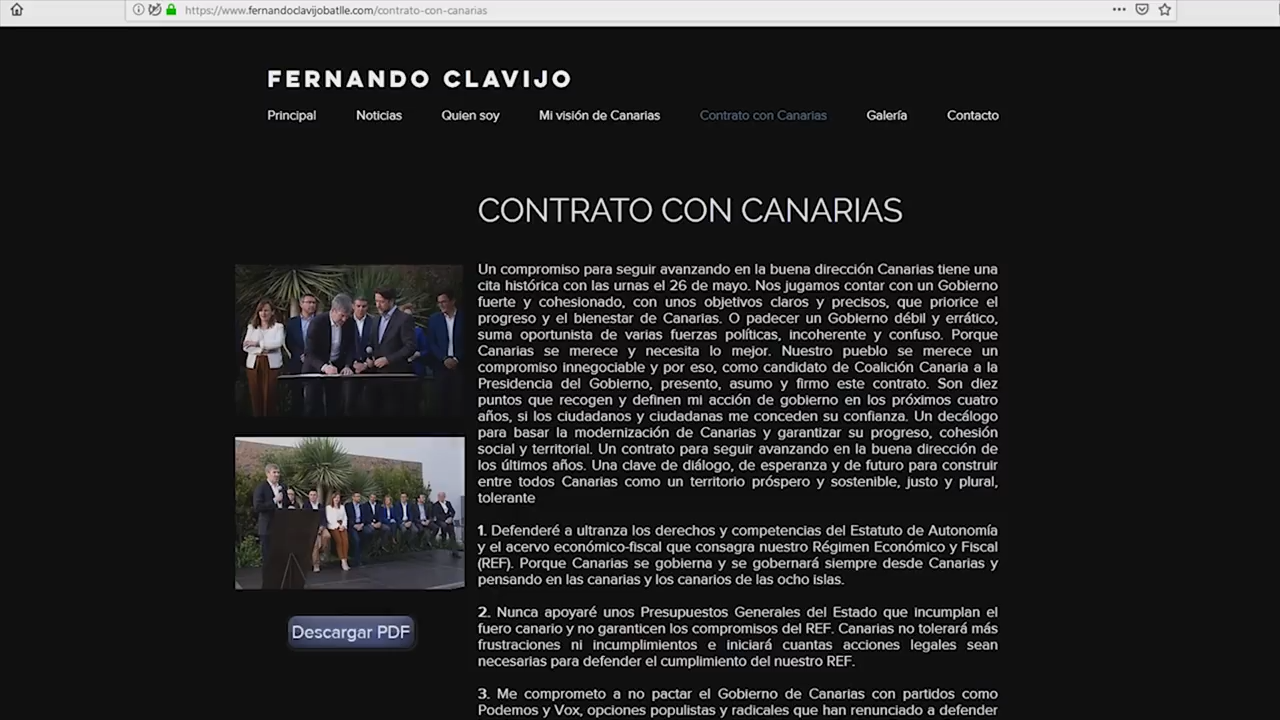 https://www.fernandoclavijobatlle.com/contrato-con-canarias
FERNANDO CLAVIJO
Principal Noticias Quien soy Mi visión de Canarias Contrato con Canarias Galería Contacto
CONTRATO CON CANARIAS
Un compromiso para seguir avanzando en la buena dirección Canarias tiene una
cita histórica con las urnas el 26 de mayo. Nos jugamos contar con un Gobierno
fuerte y cohesionado, con unos objetivos claros y precisos, que priorice el
progreso y el bienestar de Canarias. O padecer un Gobierno débil y errático,
suma oportunista de varias fuerzas políticas, incoherente y confuso. Porque
Canarias se merece y necesita lo mejor. Nuestro pueblo se merece un
compromiso innegociable y por eso, como candidato de Coalición Canaria a la
Presidencia del Gobierno, presento, asumo y firmo este contrato. Son diez
puntos que recogen y definen mi acción de gobierno en los próximos cuatro
años, si los ciudadanos y ciudadanas me conceden su confianza. Un decálogo
para basar la modernización de Canarias y garantizar su progreso, cohesión
social y territorial. Un contrato para seguir avanzando en la buena dirección de
los últimos años. Una clave de diálogo, de esperanza y de futuro para construir
entre todos Canarias como un territorio próspero y sostenible, justo y plural,
tolerante
1. Defenderé a ultranza los derechos y competencias del Estatuto de Autonomía
y el acervo económico-fiscal que consagra nuestro Régimen Económico y Fiscal
(REF). Porque Canarias se gobierna y se gobernará siempre desde Canarias y
pensando en las canarias y los canarios de las ocho islas.
Descargar PDF
2. Nunca apoyaré unos Presupuestos Generales del Estado que incumplan el
fuero canario y no garanticen los compromisos del REF. Canarias no tolerará más
frustraciones ni incumplimientos e iniciará cuantas acciones legales sean
necesarias para defender el cumplimiento del nuestro REF.
3. Me comprometo a no pactar el Gobierno de Canarias con partidos como
Podemos y Vox, opciones populistas y radicales que han renunciado a defender